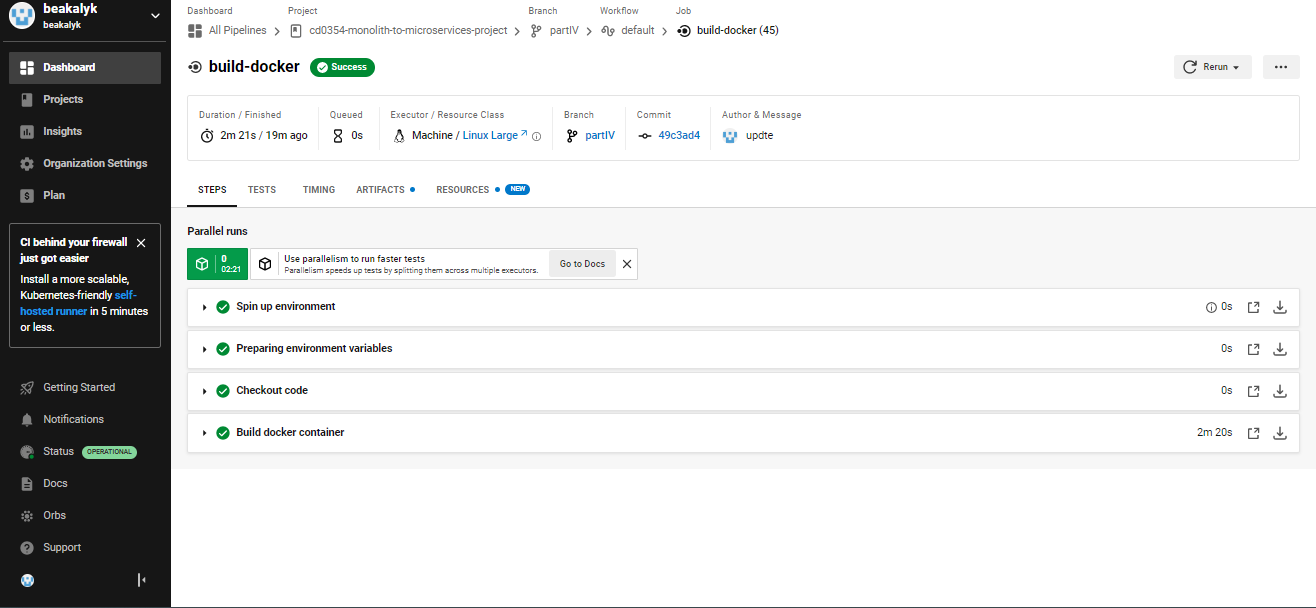 beakalyk
beakalyk
Dashboard
Projects
Insights
Organization Settings
Plan
CI behind your firewall
just got easier
Install a more scalable,
Kubernetes-friendly self-
hosted runner in 5 minutes
or less.
Getting Started
Notifications
Status OPERATIONAL
Docs
Orbs
Support
Dashboard Project Branch Workflow Job
All Pipelines cd0354-monolith-to-microservices-project partIV default build-docker (45)
build-docker Success Rerun
Duration / Finished Queued Executor / Resource Class Branch Commit Author & Message
2m 21s / 19m ago 0s Machine / Linux Large partIV 49c3ad4 updte
STEPS TESTS TIMING ARTIFACTS RESOURCES NEW
Parallel runs
0
02:21
Use parallelism to run faster tests
Parallelism speeds up tests by splitting them across multiple executors.
Go to Docs
Spin up environment 0s
Preparing environment variables 0s
Checkout code 0s
Build docker container 2m 20s